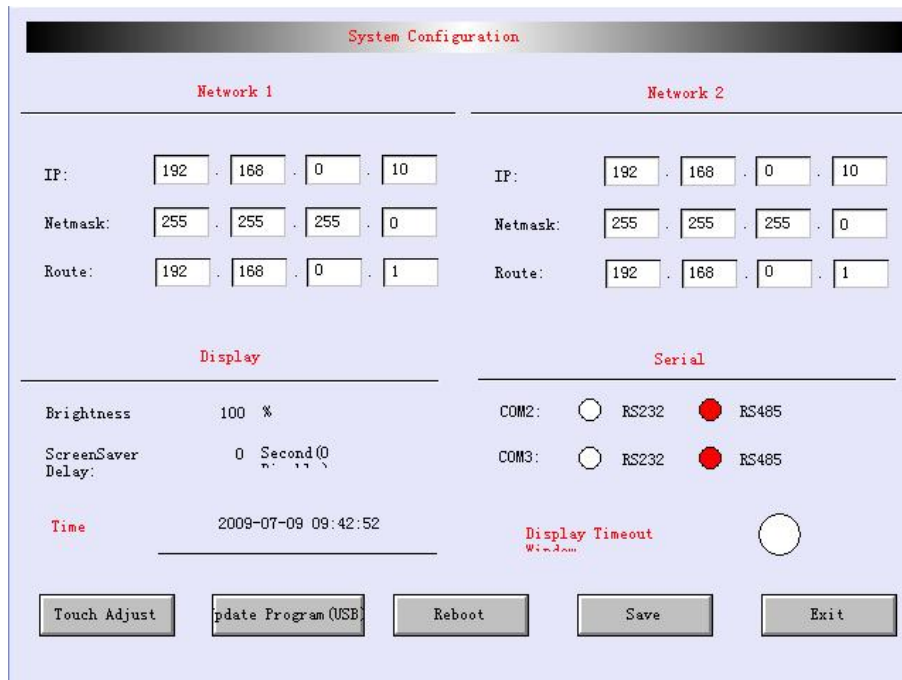 System Configuration
Network 1
Network 2
IP: 192 . 168 . 0 . 10
IP: 192 . 168 . 0 . 10
Netmask: 255 . 255 . 255 . 0
Netmask: 255 . 255 . 255 . 0
Route: 192 . 168 . 0 . 1
Route: 192 . 168 . 0 . 1
Display
Serial
Brightness 100 %
COM2: RS232 RS485
ScreenSaver 0 Second(0
Delay:
COM3: RS232 RS485
Time 2009-07-09 09:42:52
Display Timeout
Touch Adjust pdate Program(USB) Reboot Save Exit